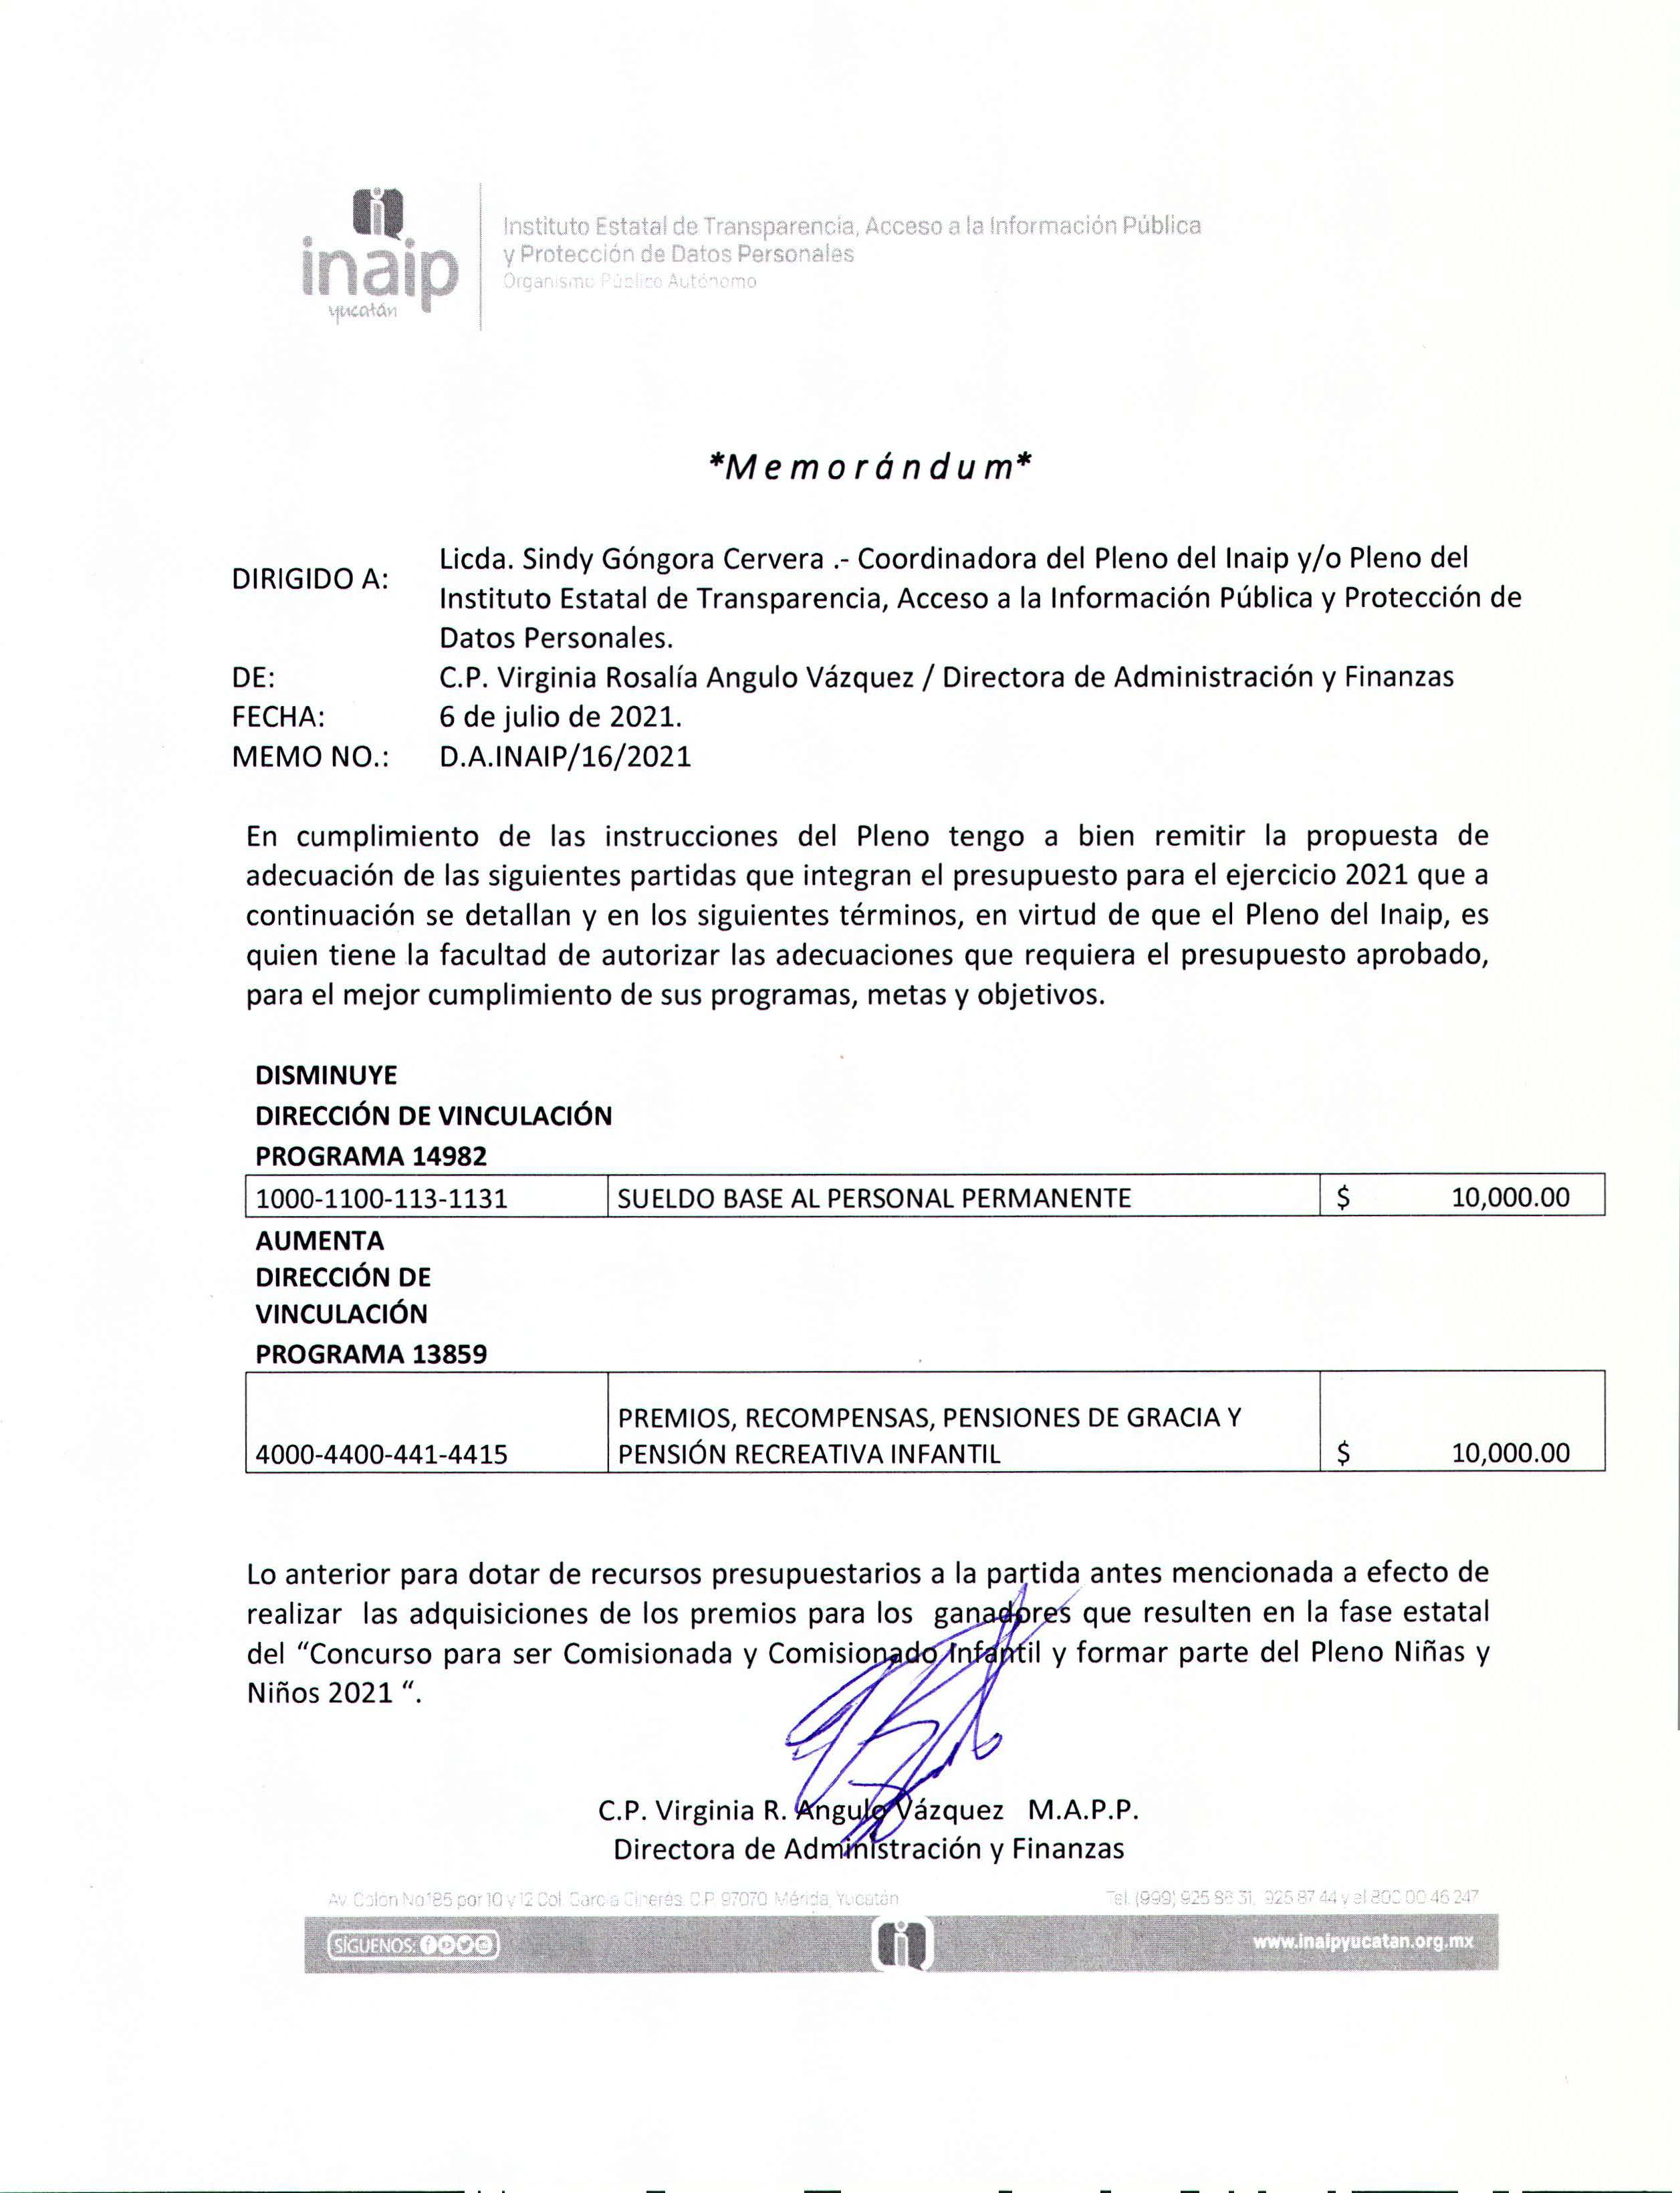 inaip
yucatán
Instituto Estatal de Transparencia, Acceso a la Información Pública
y Protección de Datos Personales
Organismo Público Autónomo
*Memorándum*
DIRIGIDO A:
Licda. Sindy Góngora Cervera .- Coordinadora del Pleno del Inaip y/o Pleno del
Instituto Estatal de Transparencia, Acceso a la Información Pública y Protección de
Datos Personales.
DE: C.P. Virginia Rosalía Angulo Vázquez / Directora de Administración y Finanzas
FECHA: 6 de julio de 2021.
MEMO NO.: D.A.INAIP/16/2021
En cumplimiento de las instrucciones del Pleno tengo a bien remitir la propuesta de
adecuación de las siguientes partidas que integran el presupuesto para el ejercicio 2021 que a
continuación se detallan y en los siguientes términos, en virtud de que el Pleno del Inaip, es
quien tiene la facultad de autorizar las adecuaciones que requiera el presupuesto aprobado,
para el mejor cumplimiento de sus programas, metas y objetivos.
DISMINUYE
DIRECCIÓN DE VINCULACIÓN
PROGRAMA 14982
1000-1100-113-1131 SUELDO BASE AL PERSONAL PERMANENTE $ 10,000.00
AUMENTA
DIRECCIÓN DE
VINCULACIÓN
PROGRAMA 13859
PREMIOS, RECOMPENSAS, PENSIONES DE GRACIA Y
4000-4400-441-4415 PENSIÓN RECREATIVA INFANTIL $ 10,000.00
Lo anterior para dotar de recursos presupuestarios a la partida antes mencionada a efecto de
realizar las adquisiciones de los premios para los ganadores que resulten en la fase estatal
del “Concurso para ser Comisionada y Comisionado Infantil y formar parte del Pleno Niñas y
Niños 2021 “.
C.P. Virginia R. Angulo Vázquez M.A.P.P.
Directora de Administración y Finanzas
Av. Colon No185 por 10 y 12 Col. Garcia Ginerés. C.P. 97070 Mérida, Yucatán
Tel. (999) 925 86 31, 925 87 44 y el 800 00 46 247
SÍGUENOS:
www.inaipyucatan.org.mx